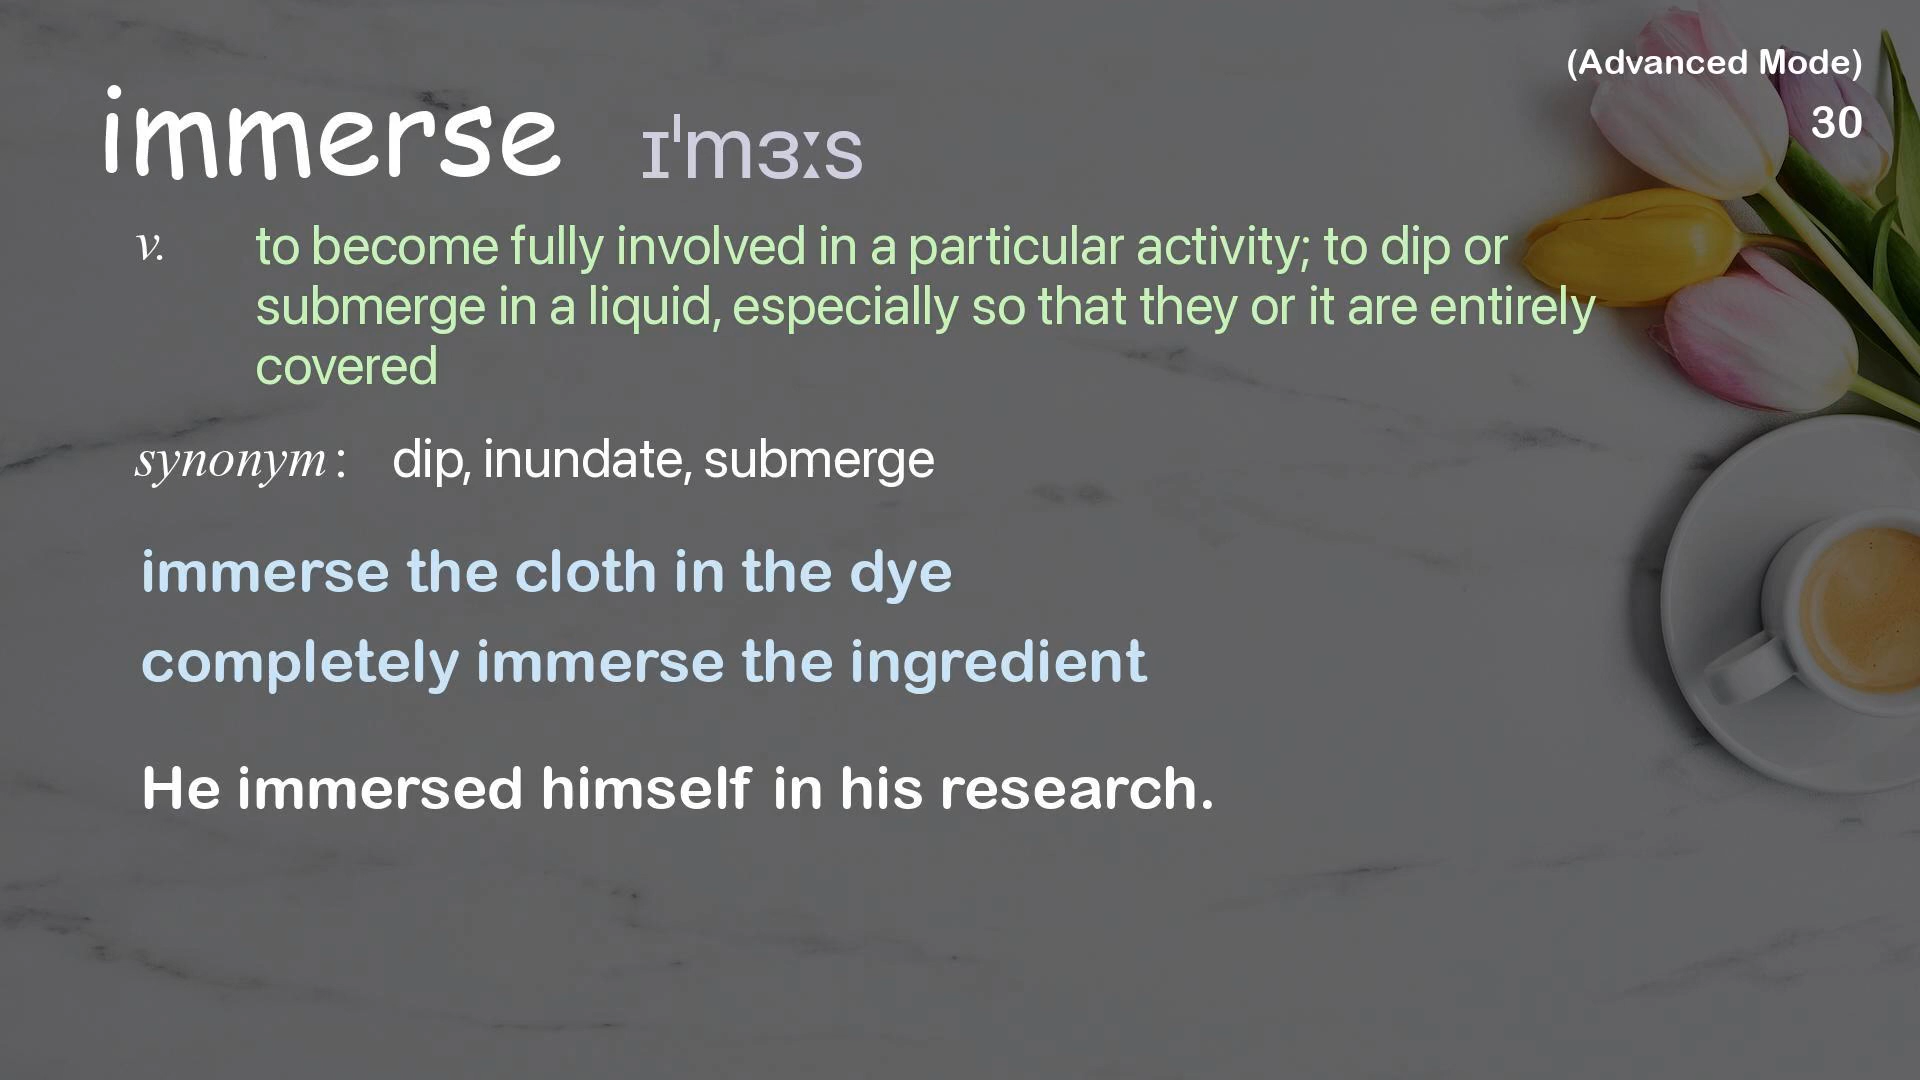 (Advanced Mode)
30
immerse ɪˈmɜːs
v. to become fully involved in a particular activity; to dip or
submerge in a liquid, especially so that they or it are entirely
covered
synonym : dip, inundate, submerge
immerse the cloth in the dye
completely immerse the ingredient
He immersed himself in his research.